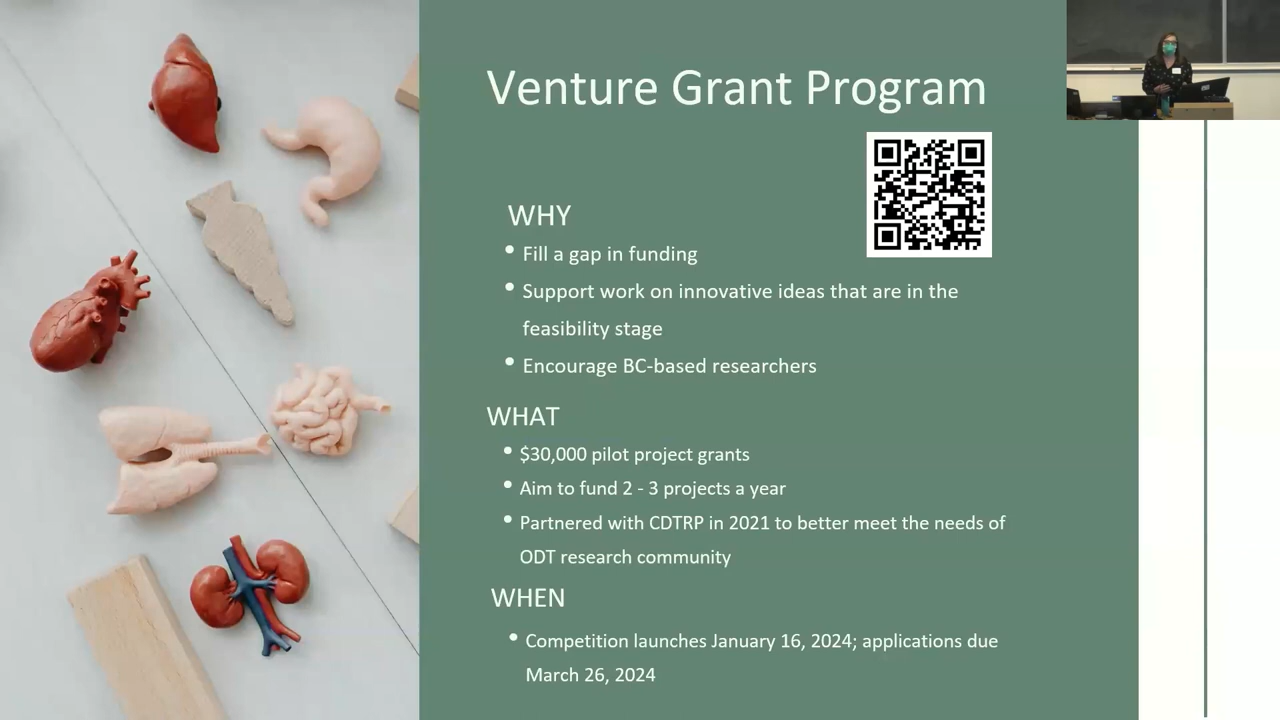 Venture Grant Program
WHY
• Fill a gap in funding
• Support work on innovative ideas that are in the
feasibility stage
• Encourage BC-based researchers
WHAT
• $30,000 pilot project grants
• Aim to fund 2 - 3 projects a year
• Partnered with CDTRP in 2021 to better meet the needs of
ODT research community
WHEN
• Competition launches January 16, 2024; applications due
March 26, 2024